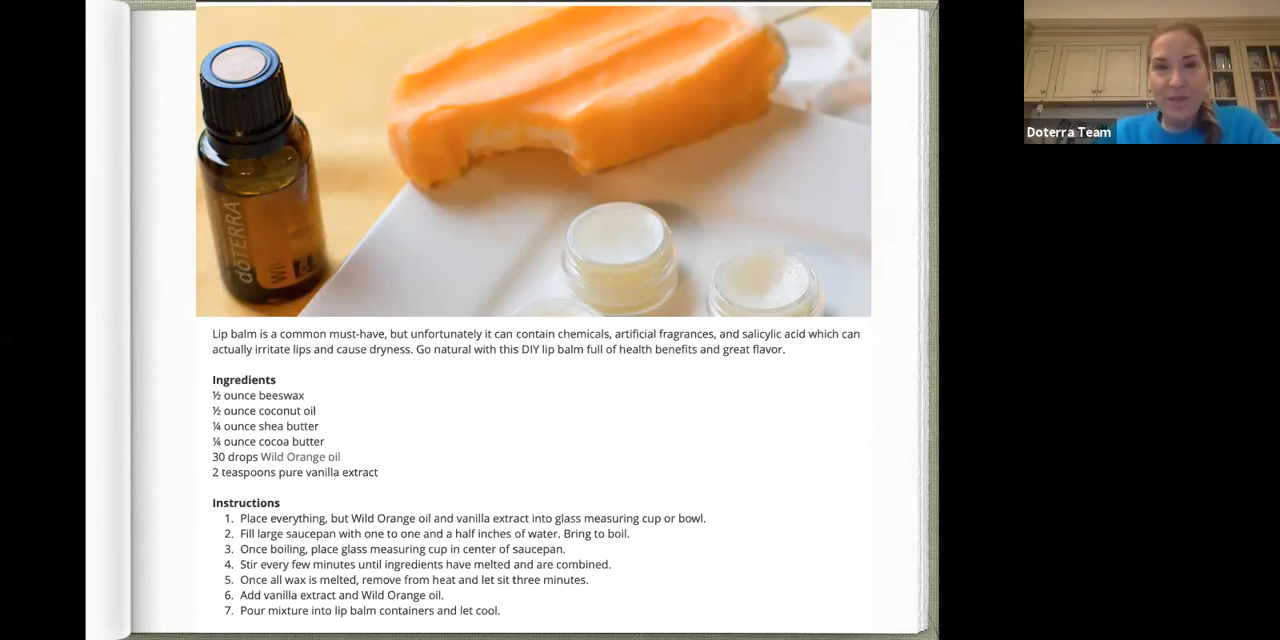 dōTERRA
Wil
Doterra Team
Lip balm is a common must-have, but unfortunately it can contain chemicals, artificial fragrances, and salicylic acid which can
actually irritate lips and cause dryness. Go natural with this DIY lip balm full of health benefits and great flavor.
Ingredients
½ ounce beeswax
½ ounce coconut oil
¼ ounce shea butter
¼ ounce cocoa butter
30 drops Wild Orange oil
2 teaspoons pure vanilla extract
Instructions
1. Place everything, but Wild Orange oil and vanilla extract into glass measuring cup or bowl.
2. Fill large saucepan with one to one and a half inches of water. Bring to boil.
3. Once boiling, place glass measuring cup in center of saucepan.
4. Stir every few minutes until ingredients have melted and are combined.
5. Once all wax is melted, remove from heat and let sit three minutes.
6. Add vanilla extract and Wild Orange oil.
7. Pour mixture into lip balm containers and let cool.